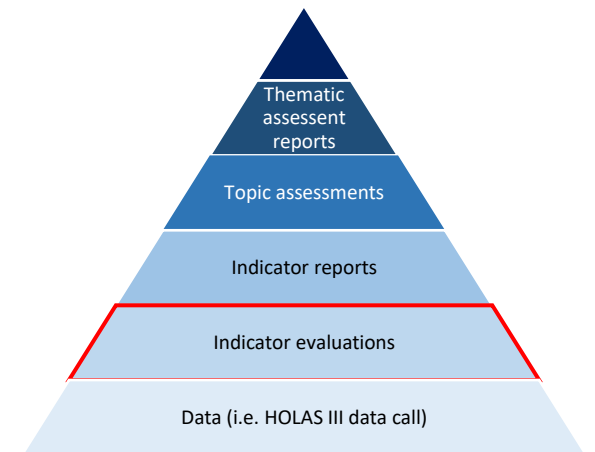 Thematic
assessent
reports
Topic assessments
Indicator reports
Indicator evaluations
Data (i.e. HOLAS III data call)